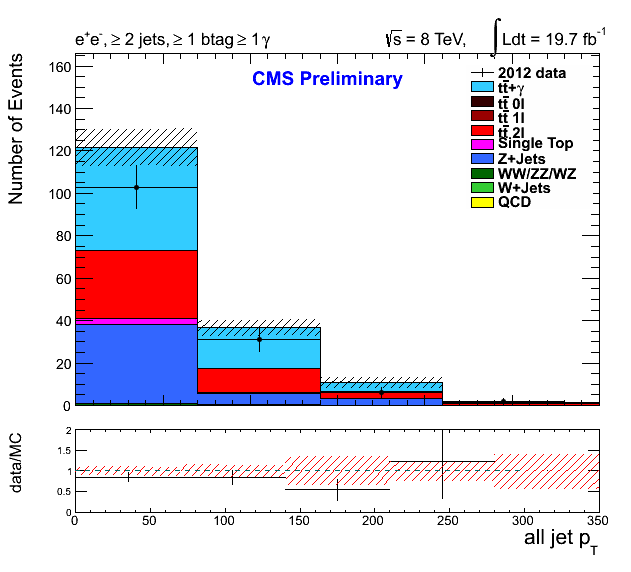 e⁺e⁻, ≥ 2 jets, ≥ 1 btag ≥ 1γ
√s = 8 TeV, ∫ Ldt = 19.7 fb⁻¹
CMS Preliminary
2012 data
tt̄+γ
tt̄ 0l
tt̄ 1l
tt̄ 2l
Single Top
Z+Jets
WW/ZZ/WZ
W+Jets
QCD
Number of Events
160
140
120
100
80
60
40
20
0
data/MC
2
1.5
1
0.5
0
0 50 100 150 200 250 300 350
all jet p_T